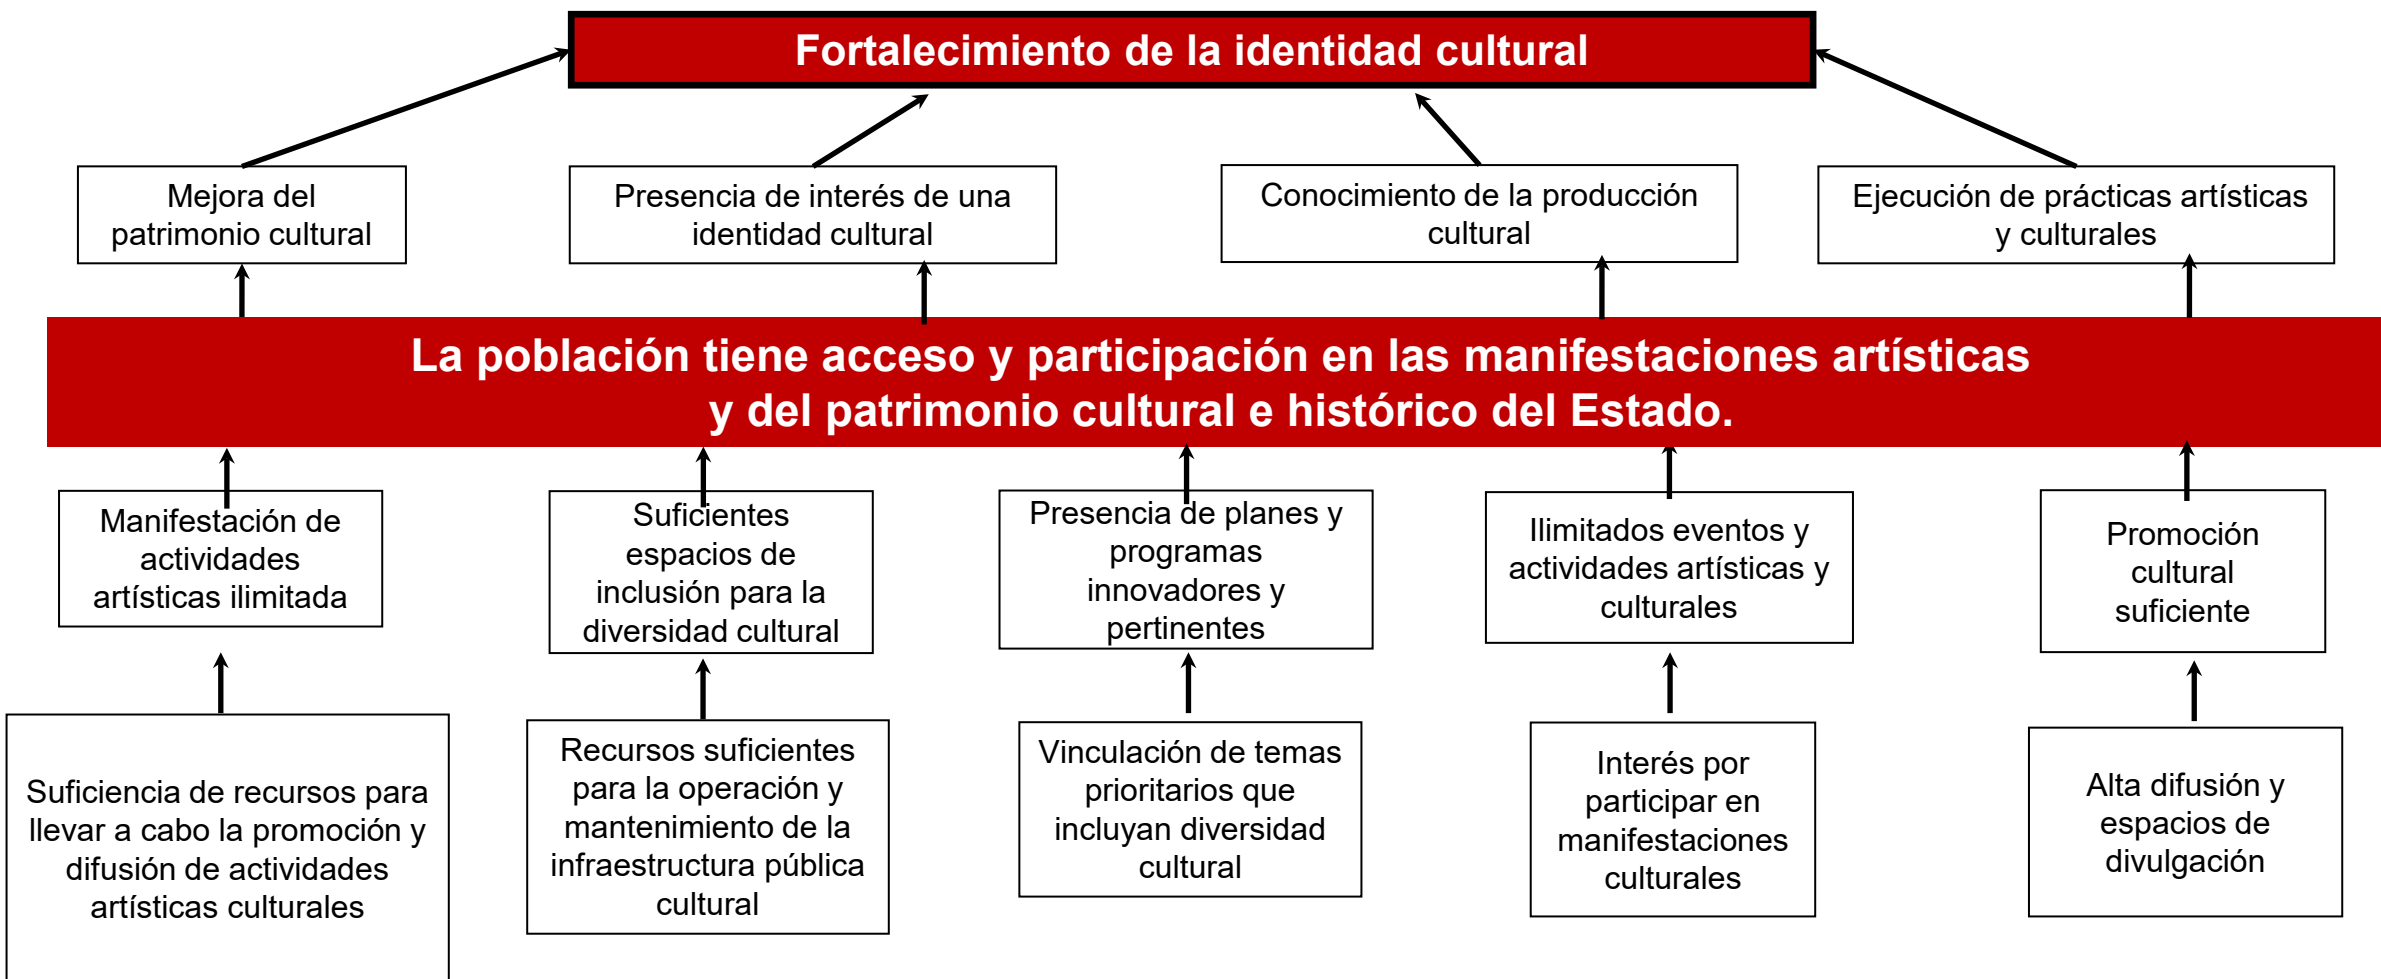 Fortalecimiento de la identidad cultural
Mejora del
patrimonio cultural
Presencia de interés de una
identidad cultural
Conocimiento de la producción
cultural
Ejecución de prácticas artísticas
y culturales
La población tiene acceso y participación en las manifestaciones artísticas
y del patrimonio cultural e histórico del Estado.
Manifestación de
actividades
artísticas ilimitada
Suficientes
espacios de
inclusión para la
diversidad cultural
Presencia de planes y
programas
innovadores y
pertinentes
Ilimitados eventos y
actividades artísticas y
culturales
Promoción
cultural
suficiente
Suficiencia de recursos para
llevar a cabo la promoción y
difusión de actividades
artísticas culturales
Recursos suficientes
para la operación y
mantenimiento de la
infraestructura pública
cultural
Vinculación de temas
prioritarios que
incluyan diversidad
cultural
Interés por
participar en
manifestaciones
culturales
Alta difusión y
espacios de
divulgación